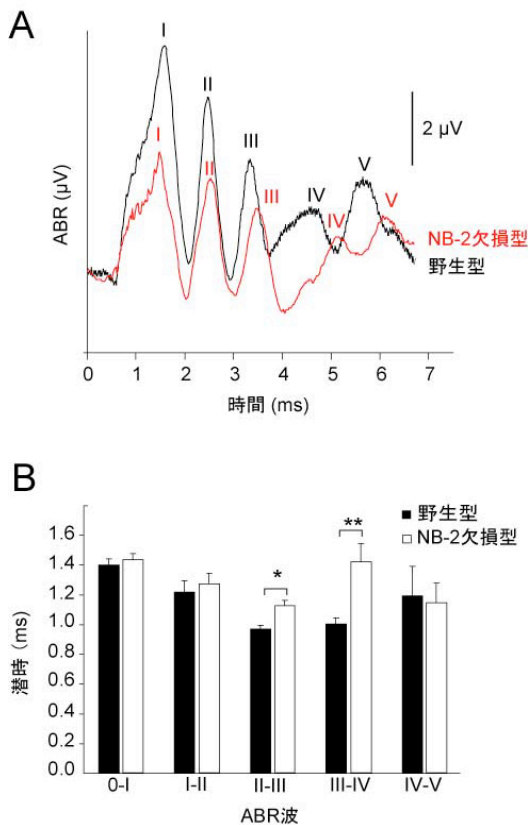 A
I
II
III
IV
V
I
II
III
IV
V
2 μV
ABR (μV)
NB-2欠損型
野生型
0 1 2 3 4 5 6 7
時間 (ms)
B
野生型
NB-2欠損型
*
**
潜時 (ms)
1.6
1.4
1.2
1.0
0.8
0.6
0.4
0.2
0.0
0-I I-II II-III III-IV IV-V
ABR波